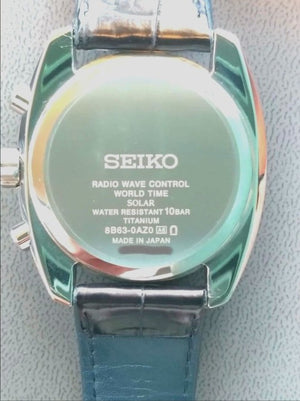 SEIKO
RADIO WAVE CONTROL
WORLD TIME
SOLAR
WATER RESISTANT 10BAR
TITANIUM
8B63-0AZ0
MADE IN JAPAN